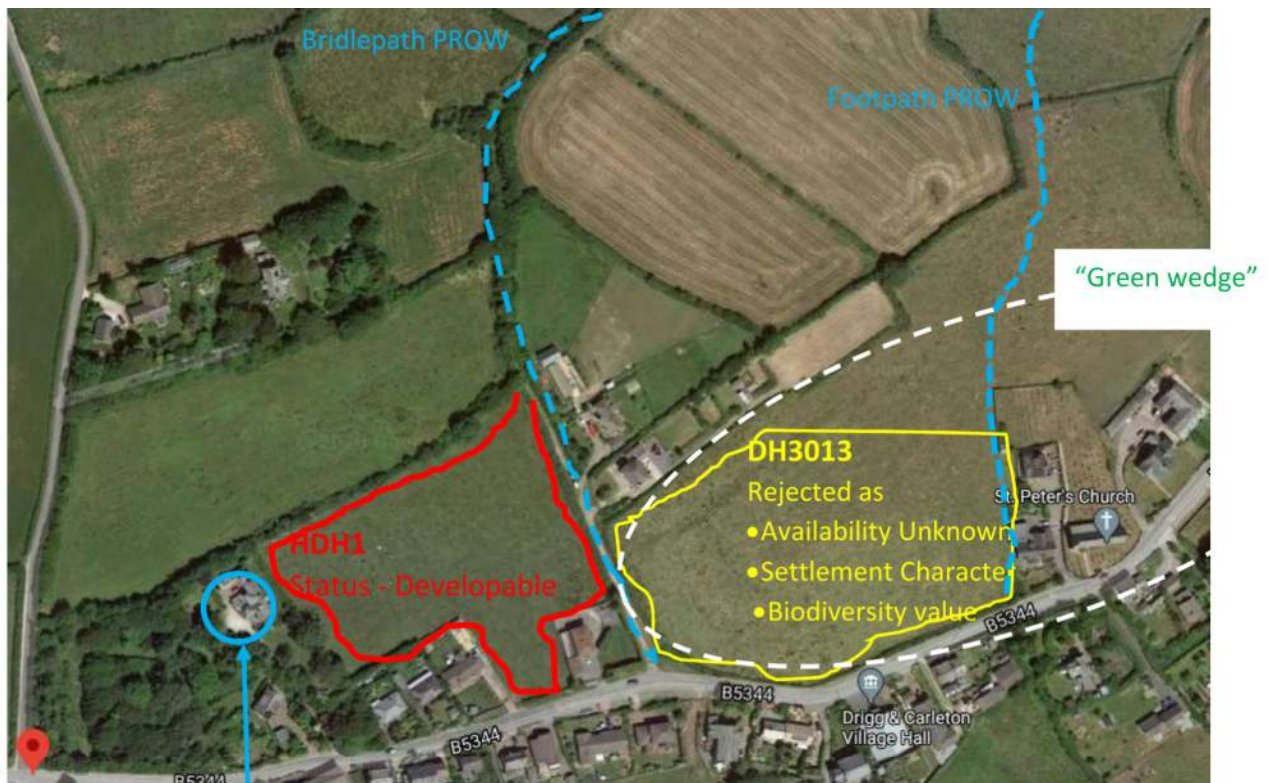 Bridlepath PROW
Footpath PROW
“Green wedge”
DH3013
Rejected as
•Availability Unknown
•Settlement Character
•Biodiversity value
St. Peter's Church
HDH1
Status - Developable
B5344
B5344
Drigg & Carleton
Village Hall
B5344
B5344